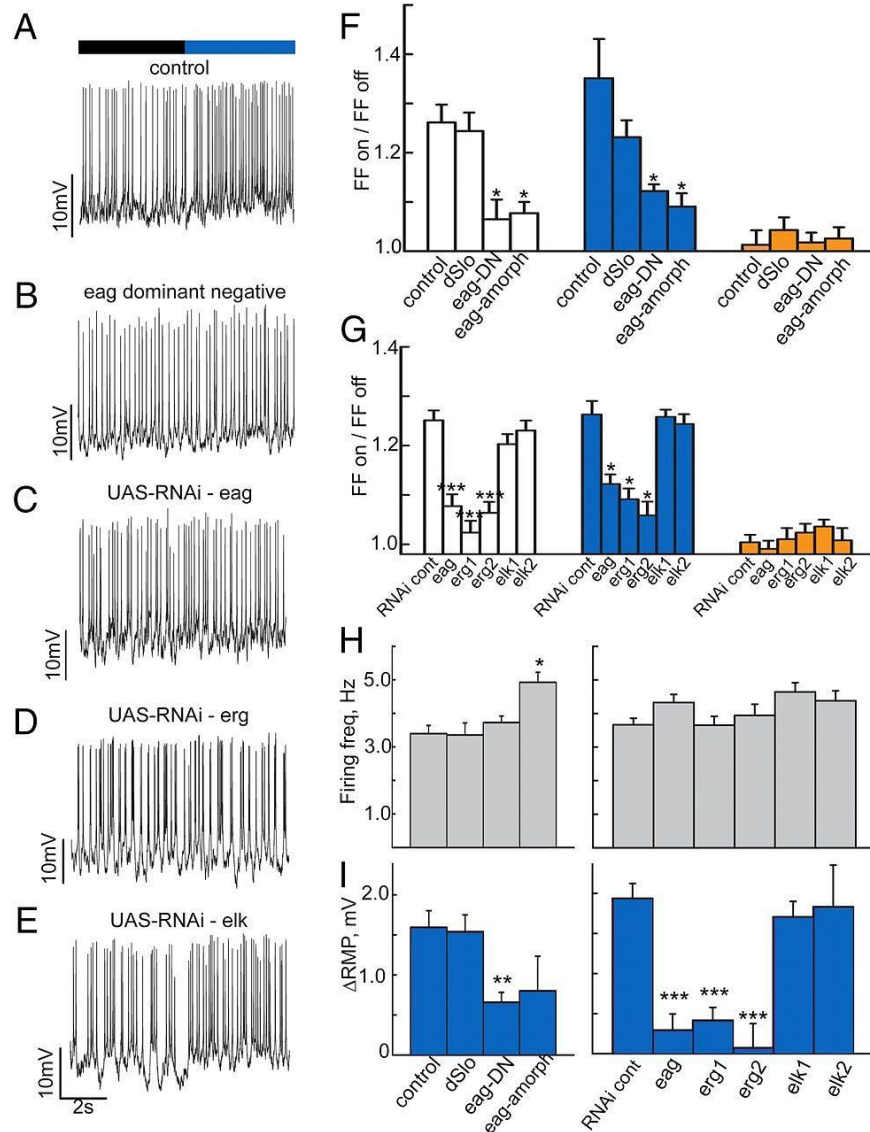 A
control
10mV
B
eag dominant negative
10mV
C
UAS-RNAi - eag
10mV
D
UAS-RNAi - erg
10mV
E
UAS-RNAi - elk
10mV
2s
F
FF on / FF off
1.4
1.2
1.0
* *
* *
control dSlo eag-DN eag-amorph
control dSlo eag-DN eag-amorph
control dSlo eag-DN eag-amorph
G
FF on / FF off
1.4
1.2
1.0
*** *** ***
* * *
RNAi cont eag erg1 erg2 elk1 elk2
RNAi cont eag erg1 erg2 elk1 elk2
RNAi cont eag erg1 erg2 elk1 elk2
H
Firing freq, Hz
5.0
3.0
1.0
*
I
ΔRMP, mV
2.0
1.0
0
**
*** *** ***
control dSlo eag-DN eag-amorph
RNAi cont eag erg1 erg2 elk1 elk2